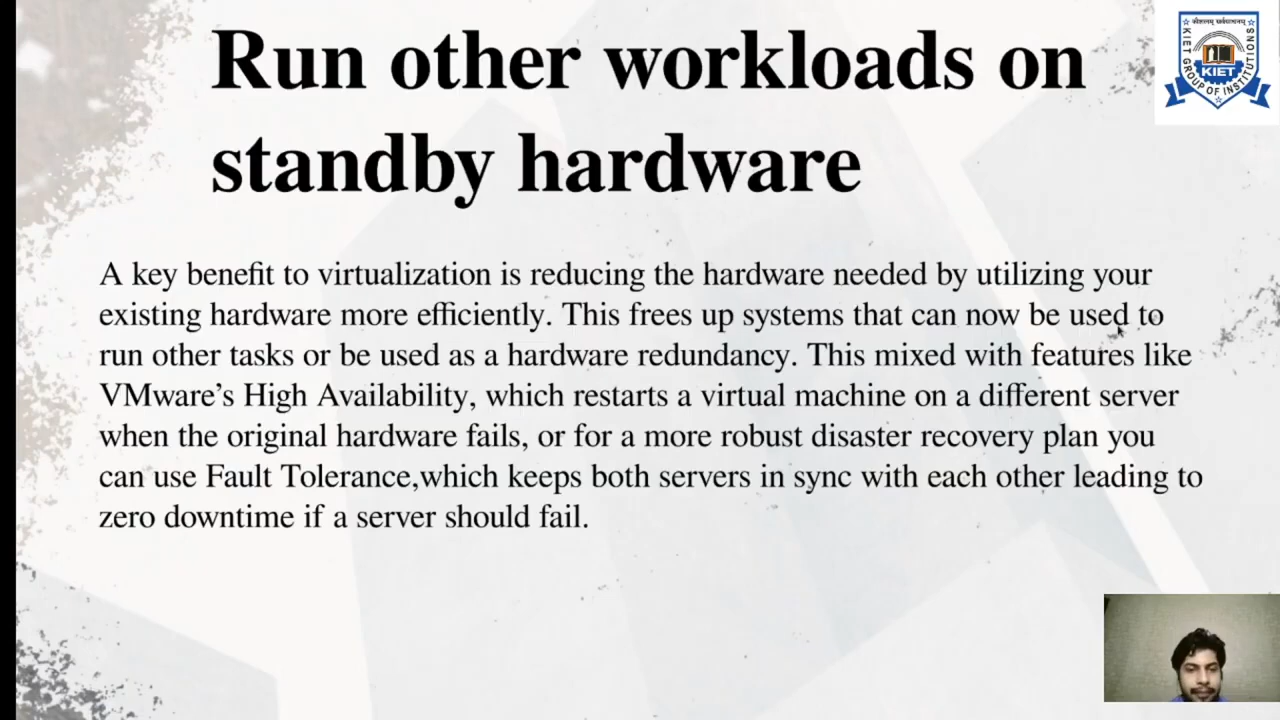 Run other workloads on
standby hardware
A key benefit to virtualization is reducing the hardware needed by utilizing your
existing hardware more efficiently. This frees up systems that can now be used to
run other tasks or be used as a hardware redundancy. This mixed with features like
VMware’s High Availability, which restarts a virtual machine on a different server
when the original hardware fails, or for a more robust disaster recovery plan you
can use Fault Tolerance,which keeps both servers in sync with each other leading to
zero downtime if a server should fail.
KIET GROUP OF INSTITUTIONS
KIET